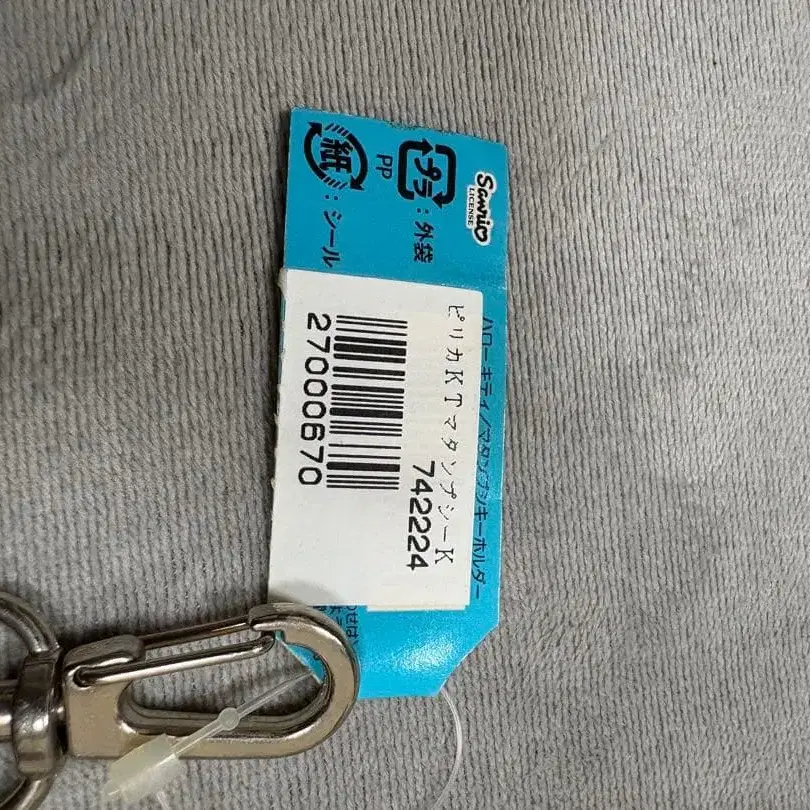 Sanrio
LICENSE
プラ : 外袋
PP
紙 : シール
ハローキティ/マタンプシキーホルダー
ピリカKTマタンプシーK
742224
27000670